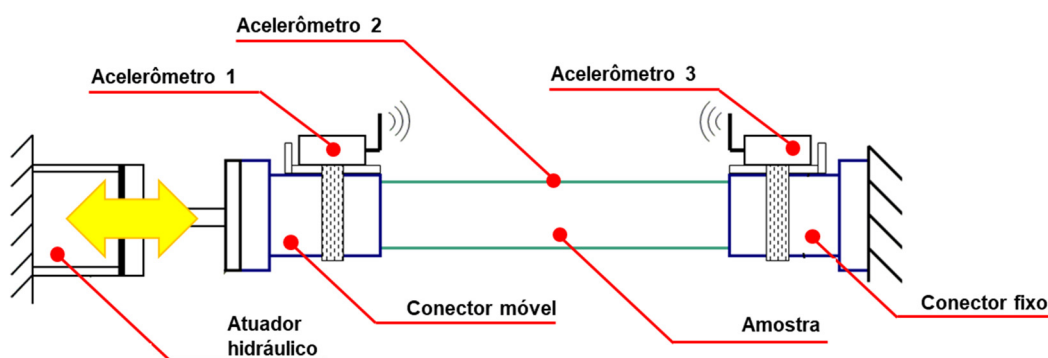 Acelerômetro 2
Acelerômetro 1
Acelerômetro 3
Conector móvel
Conector fixo
Atuador
hidráulico
Amostra